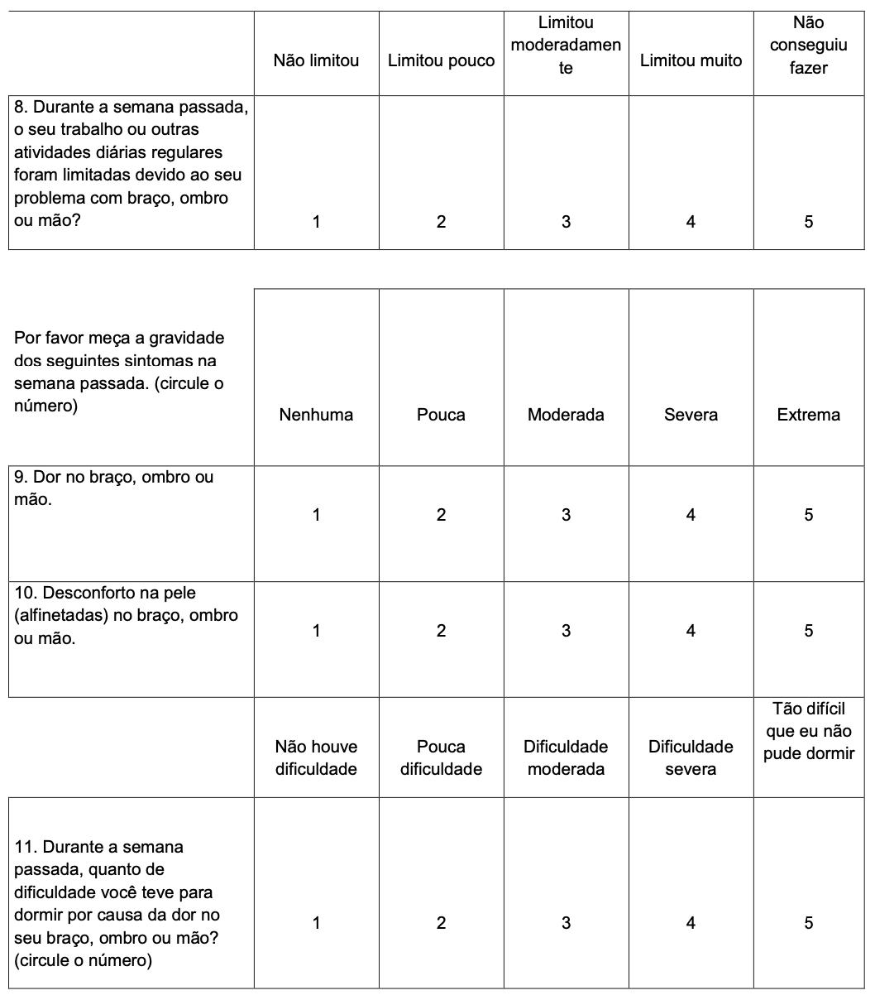 Não limitou
Limitou pouco
Limitou
moderadamen
te
Limitou muito
Não
conseguiu
fazer
8. Durante a semana passada,
o seu trabalho ou outras
atividades diárias regulares
foram limitadas devido ao seu
problema com braço, ombro
ou mão?
1
2
3
4
5
Por favor meça a gravidade
dos seguintes sintomas na
semana passada. (circule o
número)
Nenhuma
Pouca
Moderada
Severa
Extrema
9. Dor no braço, ombro ou
mão.
1
2
3
4
5
10. Desconforto na pele
(alfinetadas) no braço, ombro
ou mão.
1
2
3
4
5
Não houve
dificuldade
Pouca
dificuldade
Dificuldade
moderada
Dificuldade
severa
Tão difícil
que eu não
pude dormir
11. Durante a semana
passada, quanto de
dificuldade você teve para
dormir por causa da dor no
seu braço, ombro ou mão?
(circule o número)
1
2
3
4
5